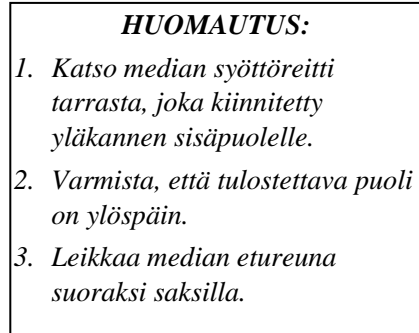 HUOMAUTUS:
1. Katso median syöttöreitti
tarrasta, joka kiinnitetty
yläkannen sisäpuolelle.
2. Varmista, että tulostettava puoli
on ylöspäin.
3. Leikkaa median etureuna
suoraksi saksilla.